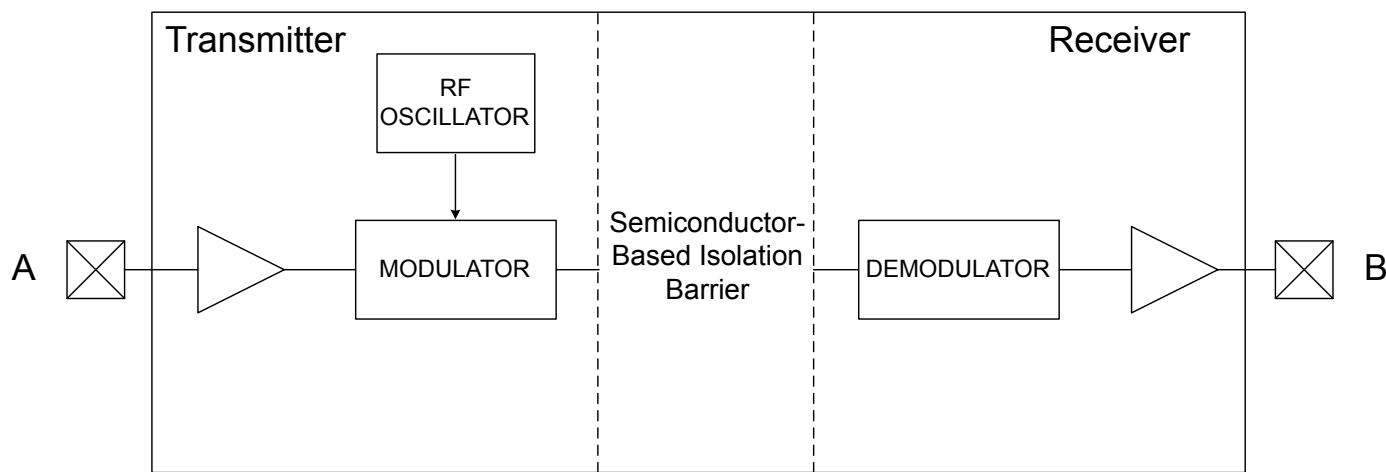 Transmitter
Receiver
RF
OSCILLATOR
A
MODULATOR
Semiconductor-
Based Isolation
Barrier
DEMODULATOR
B